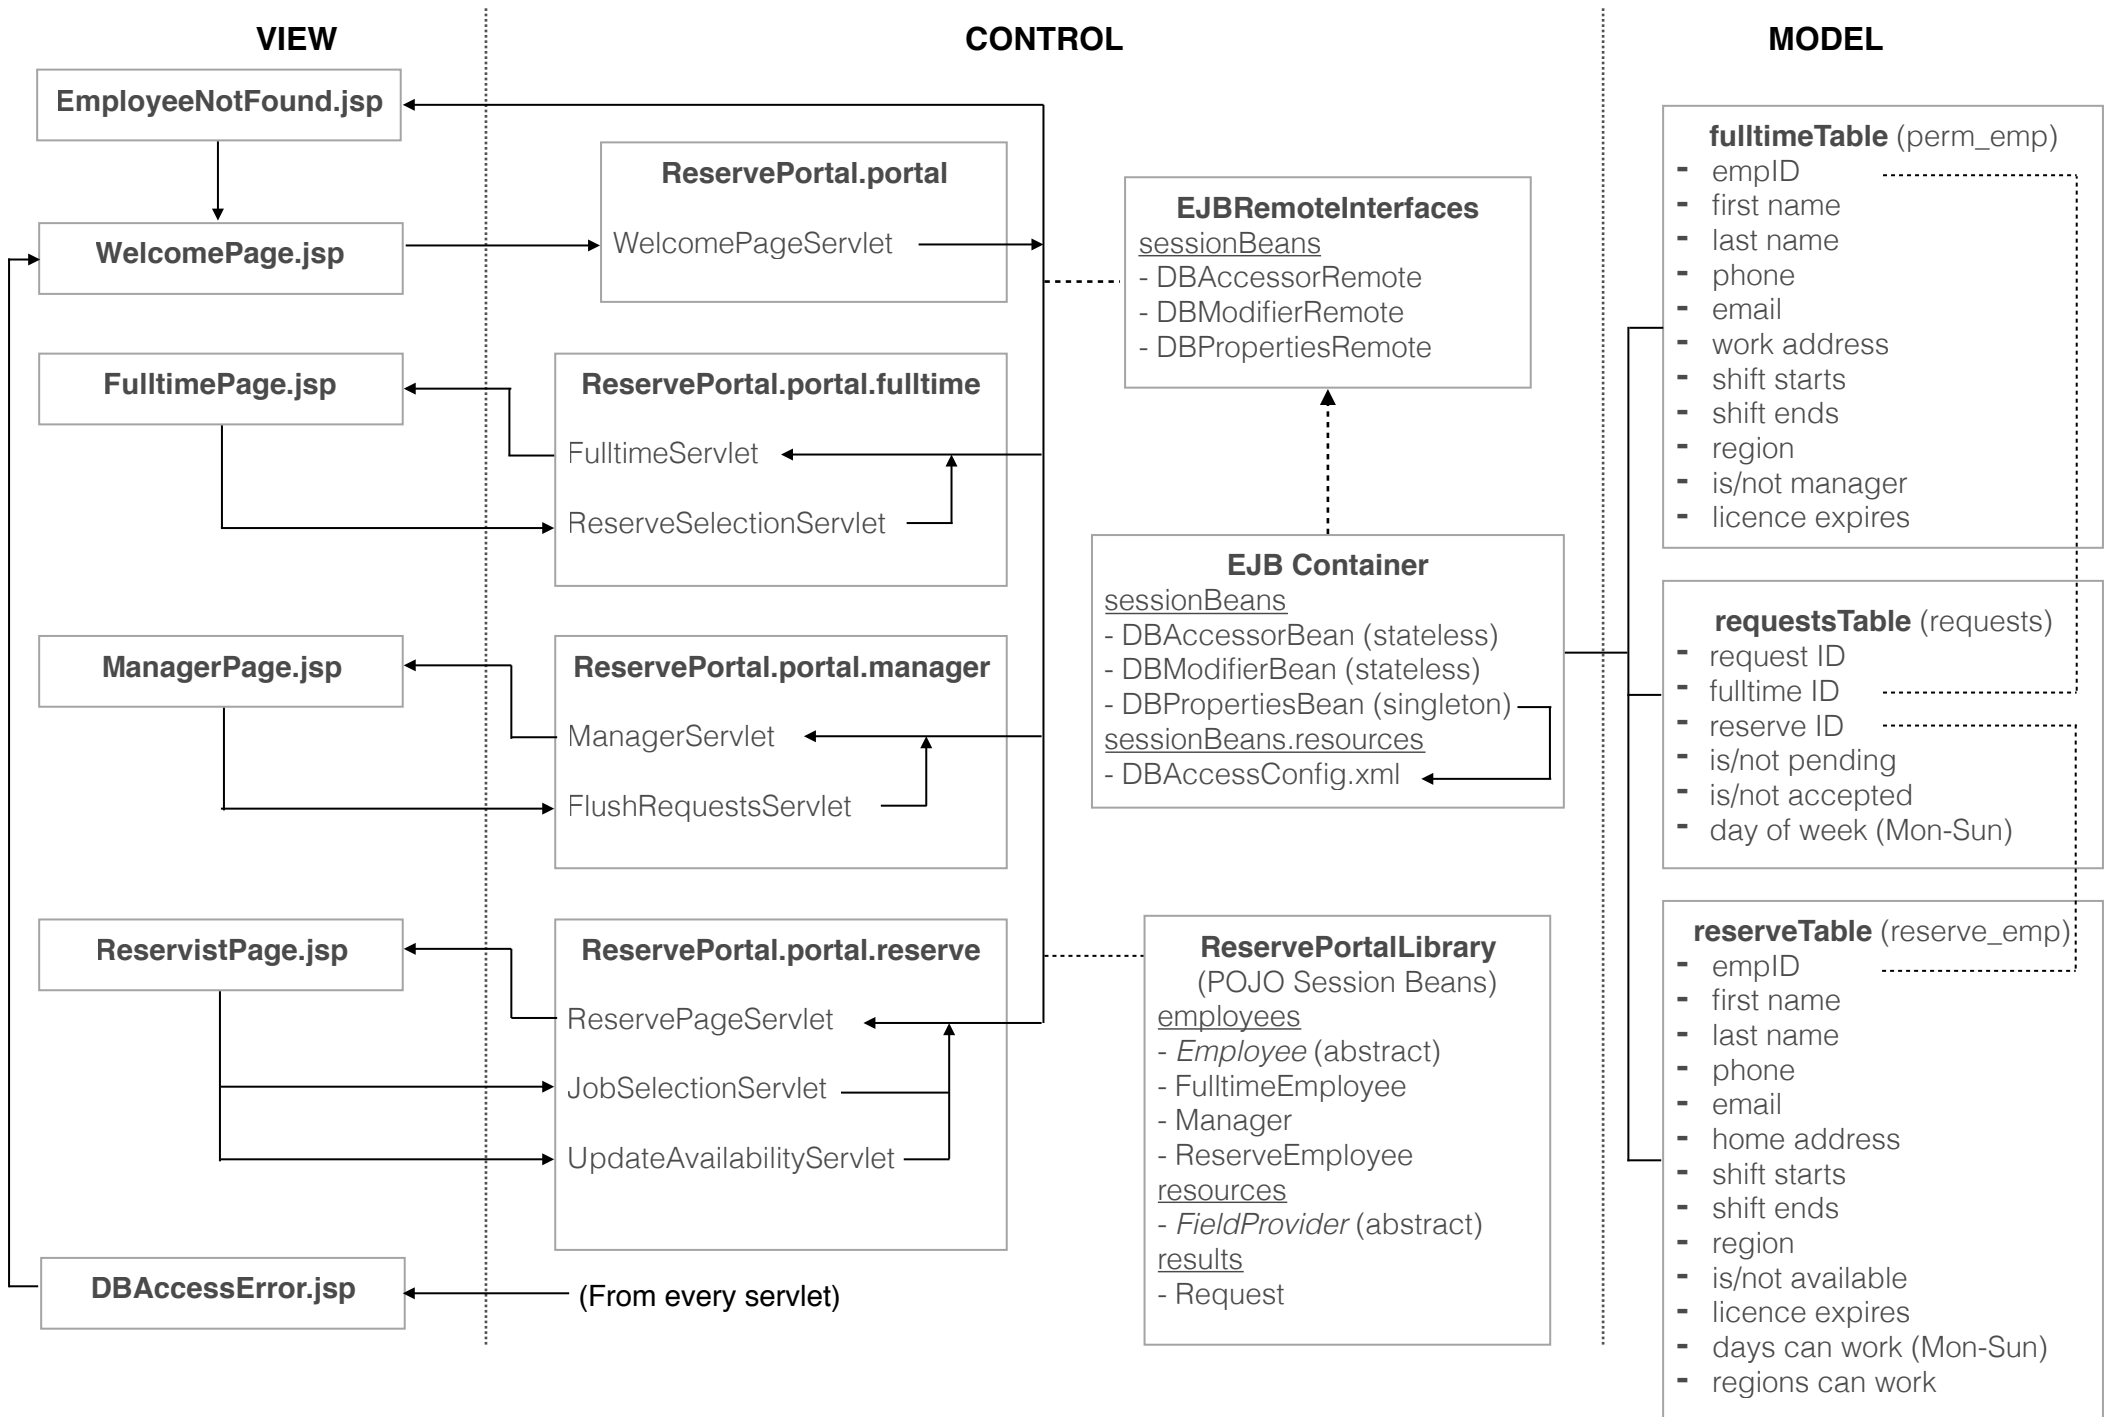 VIEW
CONTROL
MODEL
EmployeeNotFound.jsp
WelcomePage.jsp
FulltimePage.jsp
ManagerPage.jsp
ReservistPage.jsp
DBAccessError.jsp
ReservePortal.portal
WelcomePageServlet
ReservePortal.portal.fulltime
FulltimeServlet
ReserveSelectionServlet
ReservePortal.portal.manager
ManagerServlet
FlushRequestsServlet
ReservePortal.portal.reserve
ReservePageServlet
JobSelectionServlet
UpdateAvailabilityServlet
(From every servlet)
EJBRemoteInterfaces
sessionBeans
- DBAccessorRemote
- DBModifierRemote
- DBPropertiesRemote
EJB Container
sessionBeans
- DBAccessorBean (stateless)
- DBModifierBean (stateless)
- DBPropertiesBean (singleton)
sessionBeans.resources
- DBAccessConfig.xml
ReservePortalLibrary
(POJO Session Beans)
employees
- Employee (abstract)
- FulltimeEmployee
- Manager
- ReserveEmployee
resources
- FieldProvider (abstract)
results
- Request
fulltimeTable (perm_emp)
- empID
- first name
- last name
- phone
- email
- work address
- shift starts
- shift ends
- region
- is/not manager
- licence expires
requestsTable (requests)
- request ID
- fulltime ID
- reserve ID
- is/not pending
- is/not accepted
- day of week (Mon-Sun)
reserveTable (reserve_emp)
- empID
- first name
- last name
- phone
- email
- home address
- shift starts
- shift ends
- region
- is/not available
- licence expires
- days can work (Mon-Sun)
- regions can work